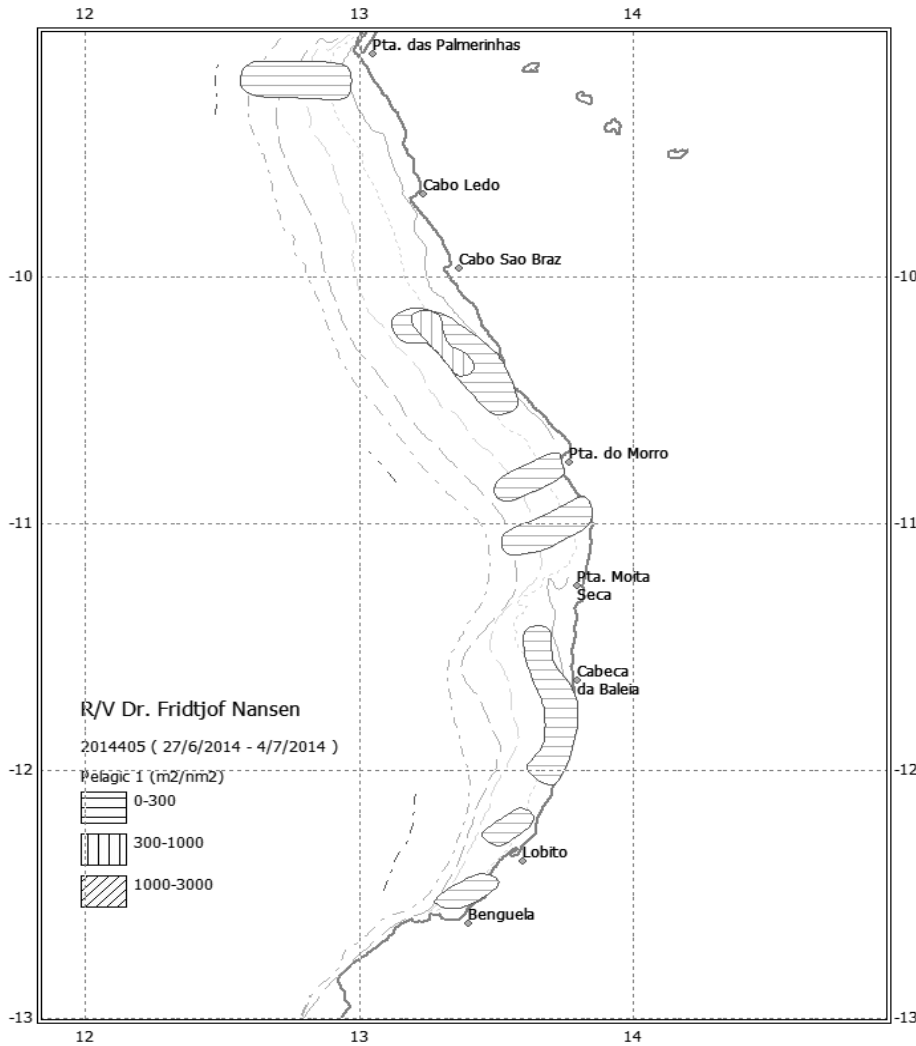 12 13 14
Pta. das Palmerinhas
Cabo Ledo
Cabo Sao Braz
-10 -10
Pta. do Morro
-11 -11
Pta. Moita
Seca
Cabeca
da Baleia
R/V Dr. Fridtjof Nansen
2014405 ( 27/6/2014 - 4/7/2014 )
-12 -12
Pelagic 1 (m2/nm2)
0-300
300-1000
Lobito
1000-3000
Benguela
-13 -13
12 13 14